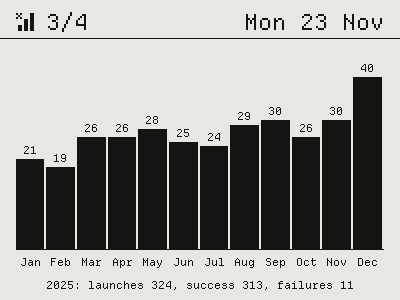 3/4 Mon 23 Nov
40
30 30
29
28
26 26 26
25
24
21
19
Jan Feb Mar Apr May Jun Jul Aug Sep Oct Nov Dec
2025: launches 324, success 313, failures 11